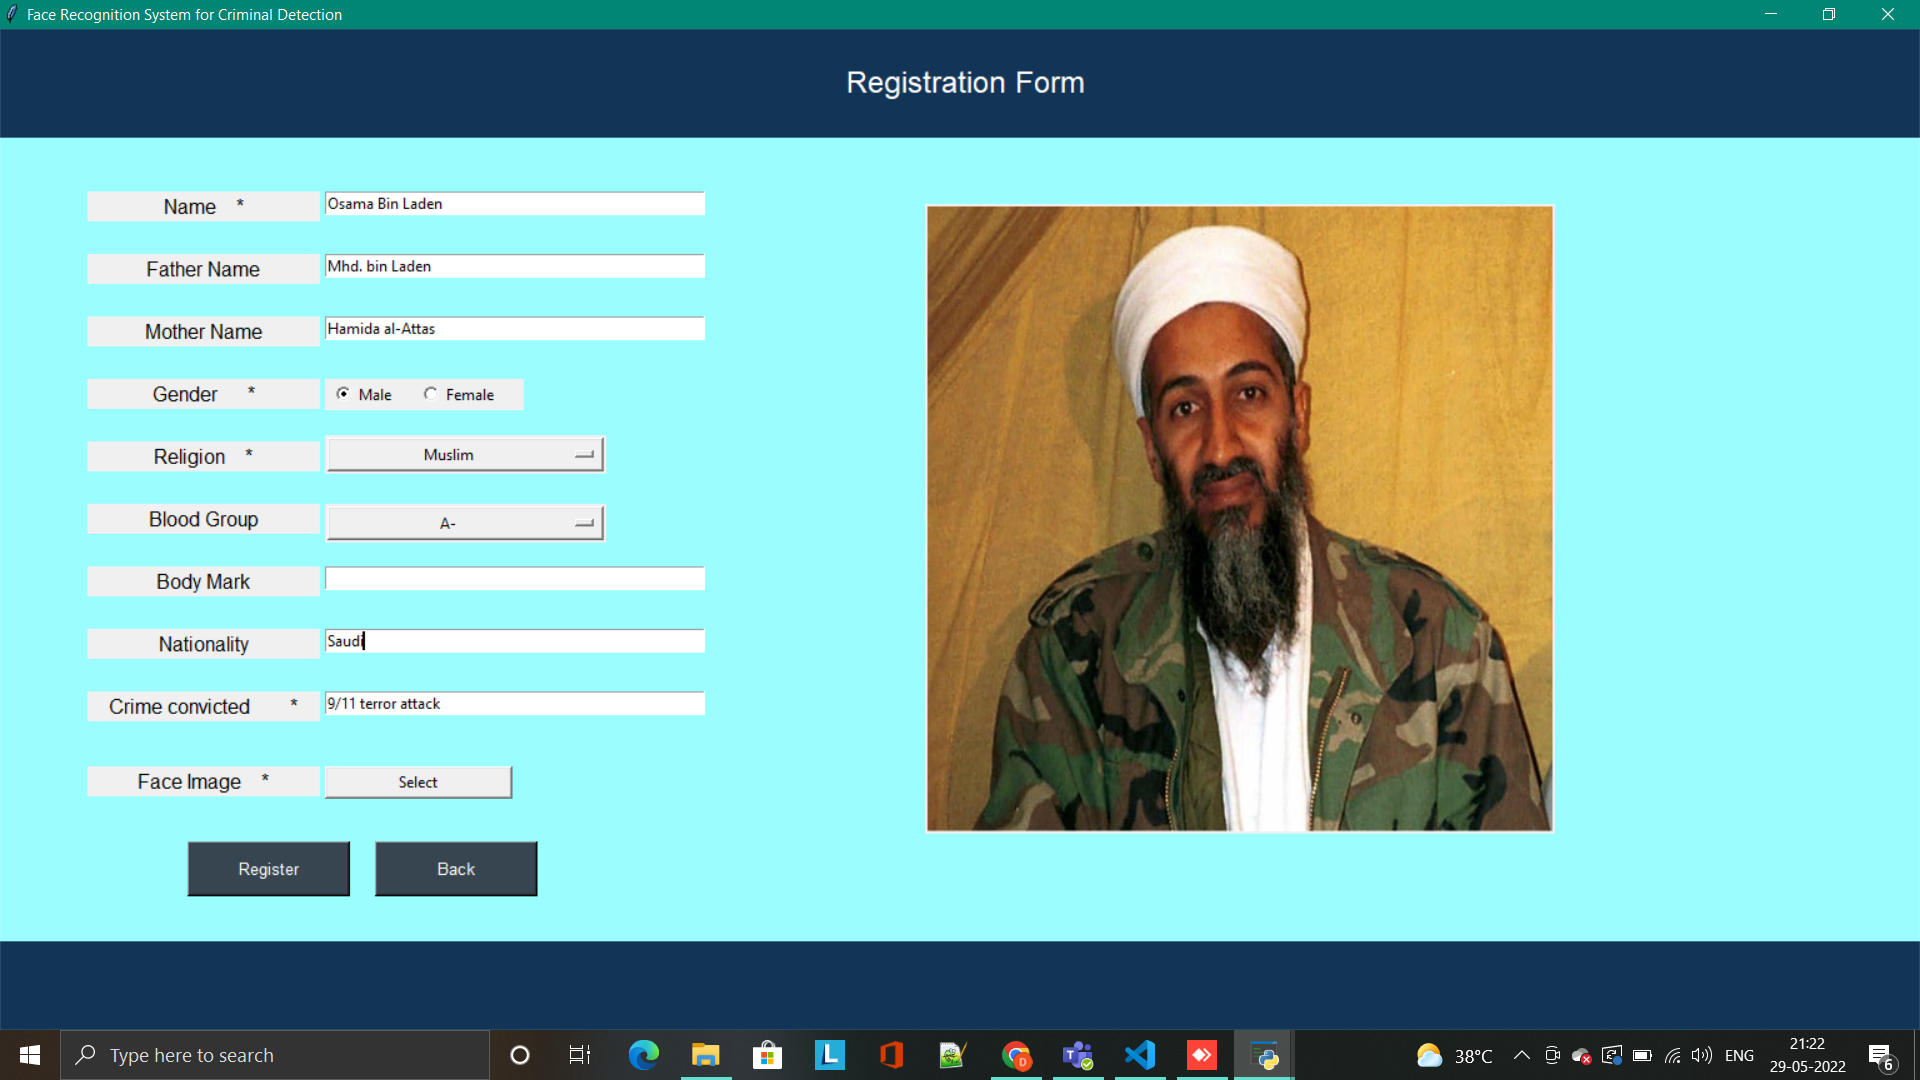 Face Recognition System for Criminal Detection
Registration Form
Name *
Osama Bin Laden
Father Name
Mhd. bin Laden
Mother Name
Hamida al-Attas
Gender *
Male
Female
Religion *
Muslim
Blood Group
A-
Body Mark
Nationality
Saudi
Crime convicted *
9/11 terror attack
Face Image *
Select
Register
Back
Type here to search
L
D
38°C
ENG
21:22
29-05-2022
6